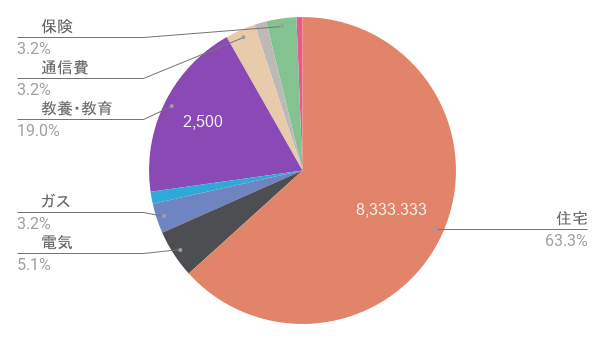 保険
3.2%
通信費
3.2%
教養・教育
19.0%
2,500
ガス
3.2%
電気
5.1%
8,333.333
住宅
63.3%